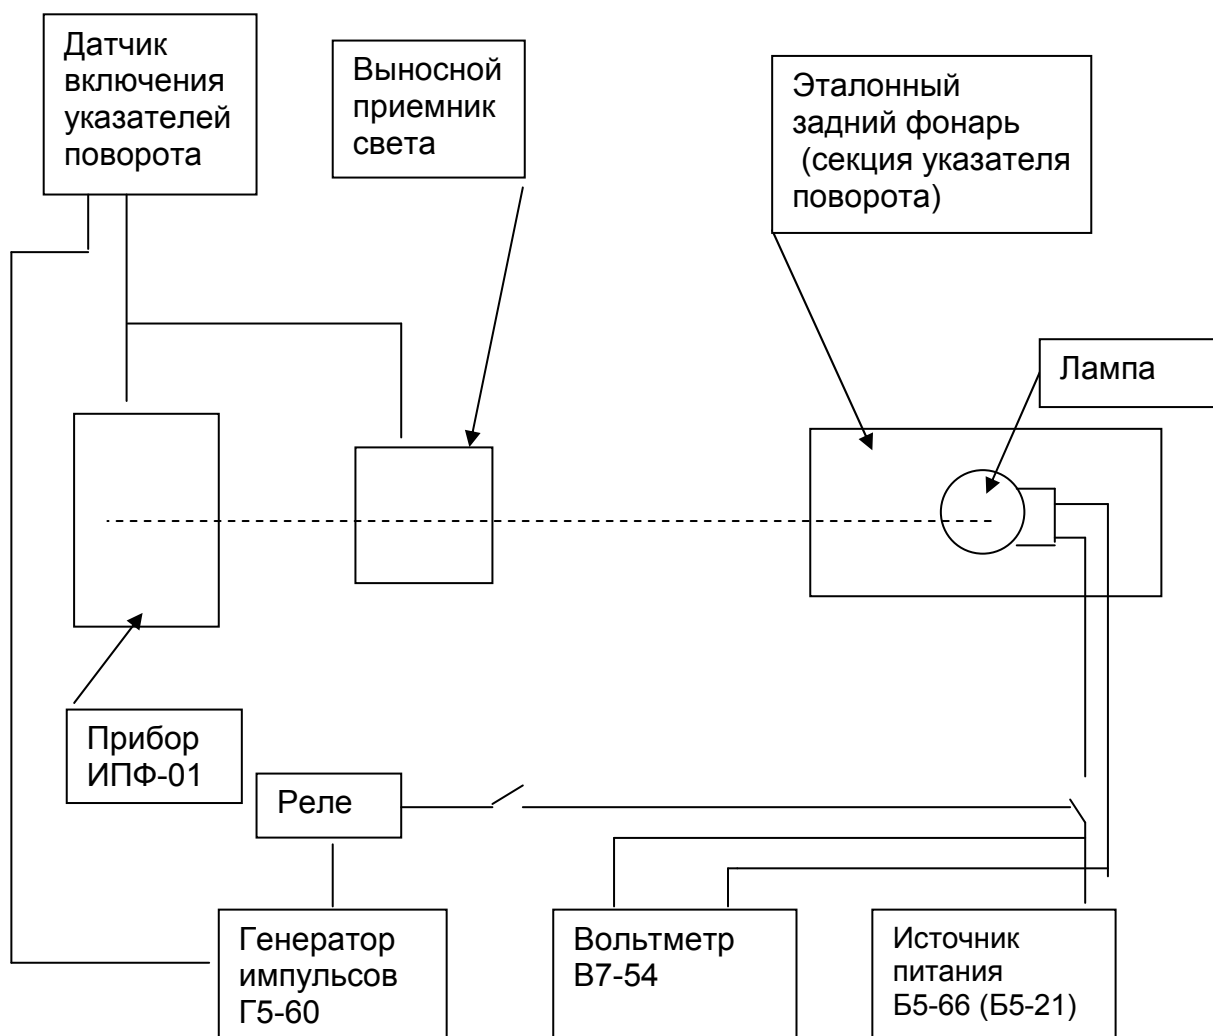 Датчик
включения
указателей
поворота
Выносной
приемник
света
Эталонный
задний фонарь
(секция указателя
поворота)
Лампа
Прибор
ИПФ-01
Реле
Генератор
импульсов
Г5-60
Вольтметр
В7-54
Источник
питания
Б5-66 (Б5-21)